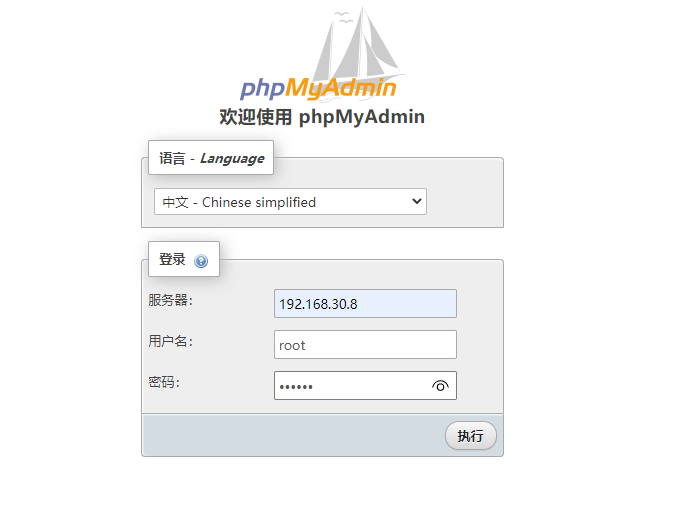 phpMyAdmin
欢迎使用 phpMyAdmin
语言 - Language
中文 - Chinese simplified
登录
服务器： 192.168.30.8
用户名： root
密码： ••••••
执行